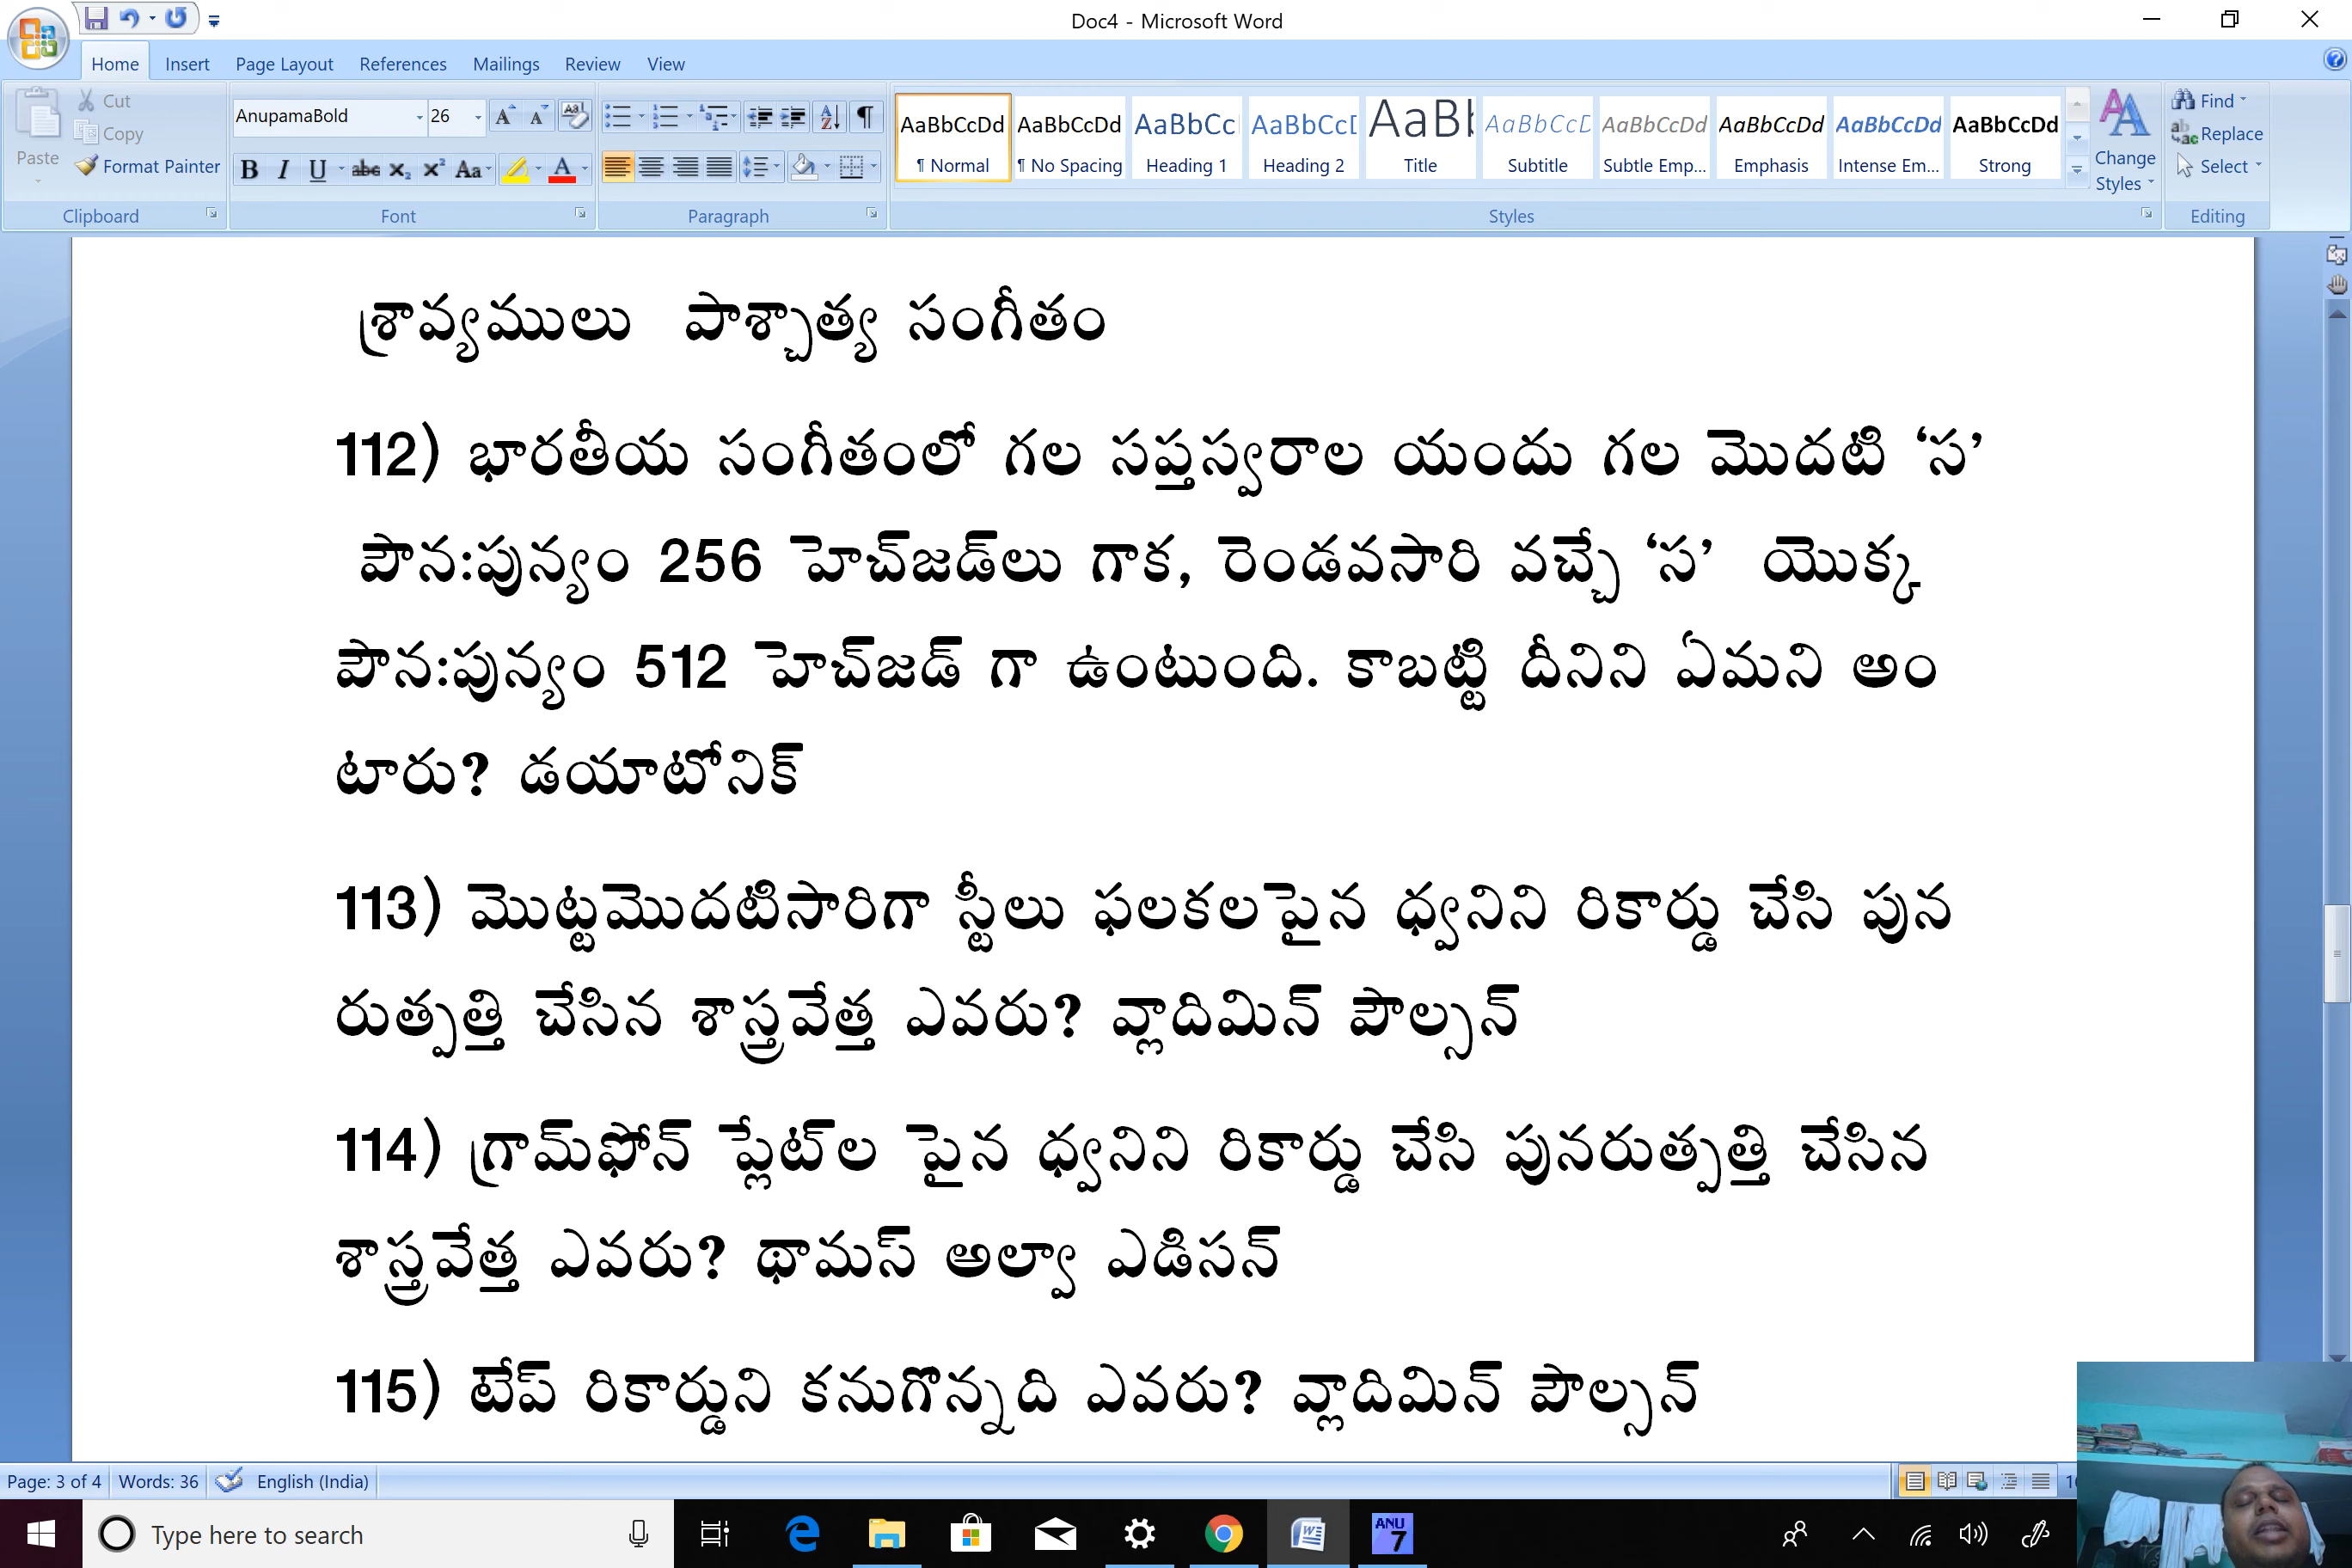 Doc4 - Microsoft Word
Home Insert Page Layout References Mailings Review View
Paste Cut Copy Format Painter
AnupamaBold 26
AaBbCcDd AaBbCcDd AaBbCc AaBbCc AaBb AaBbCcD AaBbCcDd AaBbCcDd AaBbCcDd AaBbCcDd
¶ Normal ¶ No Spacing Heading 1 Heading 2 Title Subtitle Subtle Emp... Emphasis Intense Em... Strong
Change Styles Find Replace Select
Clipboard Font Paragraph Styles Editing
శ్రావ్యములు పాశ్చాత్య సంగీతం
112) భారతీయ సంగీతంలో గల సప్తస్వరాల యందు గల మొదటి ‘స’
పౌన:పున్యం 256 హెచ్‌జడ్‌లు గాక, రెండవసారి వచ్చే ‘స’ యొక్క
పౌన:పున్యం 512 హెచ్‌జడ్ గా ఉంటుంది. కాబట్టి దీనిని ఏమని అం
టారు? డయాటోనిక్
113) మొట్టమొదటిసారిగా స్టీలు ఫలకలపైన ధ్వనిని రికార్డు చేసి పున
రుత్పత్తి చేసిన శాస్త్రవేత్త ఎవరు? వ్లాదిమిన్ పౌల్సన్
114) గ్రామ్‌ఫోన్ ప్లేట్‌ల పైన ధ్వనిని రికార్డు చేసి పునరుత్పత్తి చేసిన
శాస్త్రవేత్త ఎవరు? థామస్ అల్వా ఎడిసన్
115) టేప్ రికార్డుని కనుగొన్నది ఎవరు? వ్లాదిమిన్ పౌల్సన్
Page: 3 of 4 Words: 36 English (India)
Type here to search
ANU 7